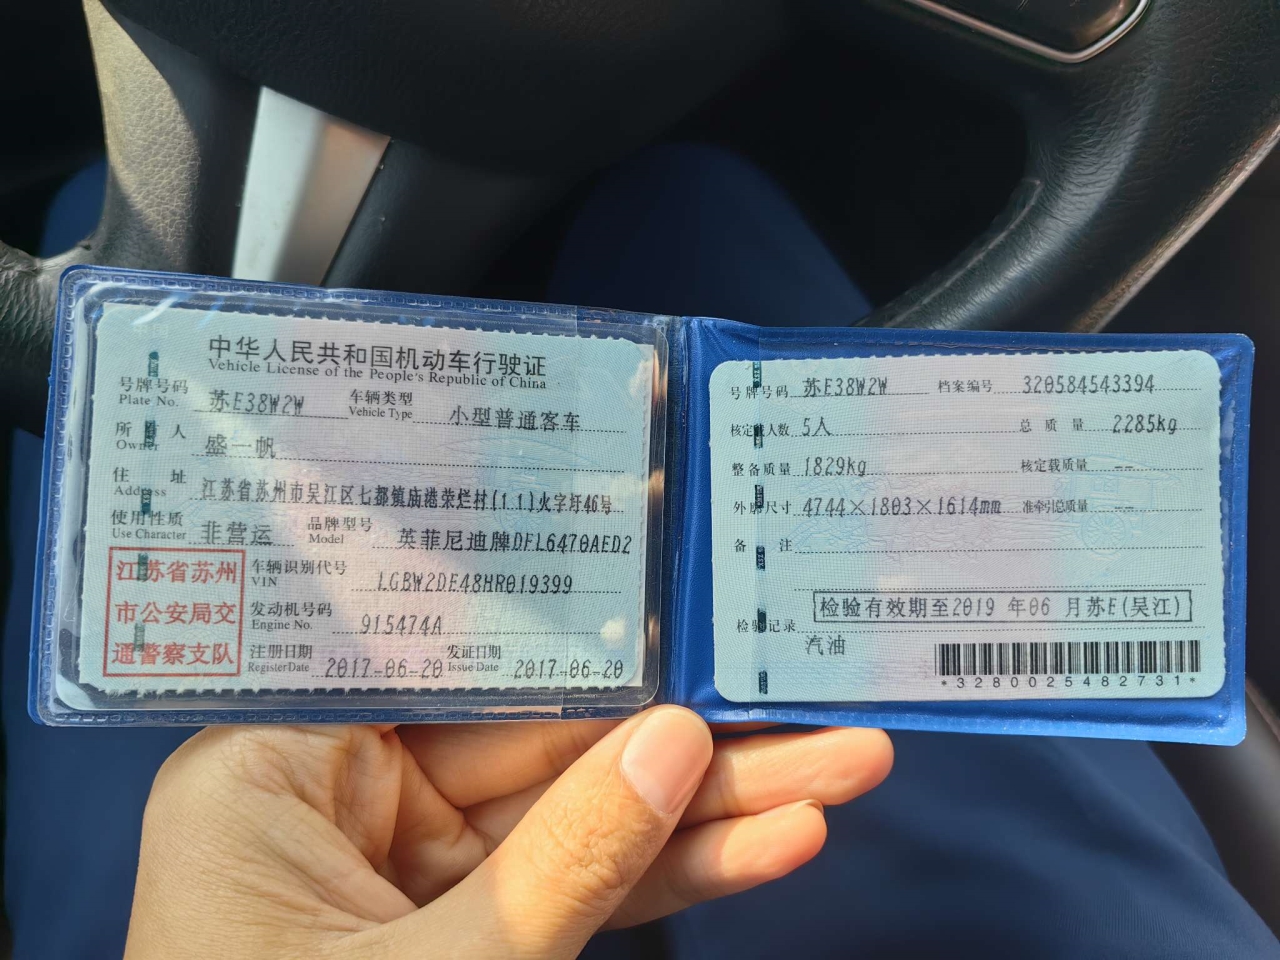 中华人民共和国机动车行驶证
Vehicle License of the People's Republic of China
号牌号码 苏E38W2W 车辆类型 小型普通客车
Plate No. Vehicle Type
所有人 盛一帆
Owner
住址 江苏省苏州市吴江区七都镇庙港荣烂村(11)火字圩46号
Address
使用性质 非营运 品牌型号 英菲尼迪牌DFL6470AED2
Use Character Model
江苏省苏州
市公安局交
通警察支队
车辆识别代号 LGBW2DE48HR019399
VIN
发动机号码 915474A
Engine No.
注册日期 2017-06-20 发证日期 2017-06-20
Register Date Issue Date
号牌号码 苏E38W2W 档案编号 320584543394
核定载人数 5人 总质量 2285kg
整备质量 1829kg 核定载质量 --
外廓尺寸 4744×1803×1614mm 准牵引总质量 --
备注
检验有效期至2019年06月苏E(吴江)
检验记录
汽油
*3280025482731*